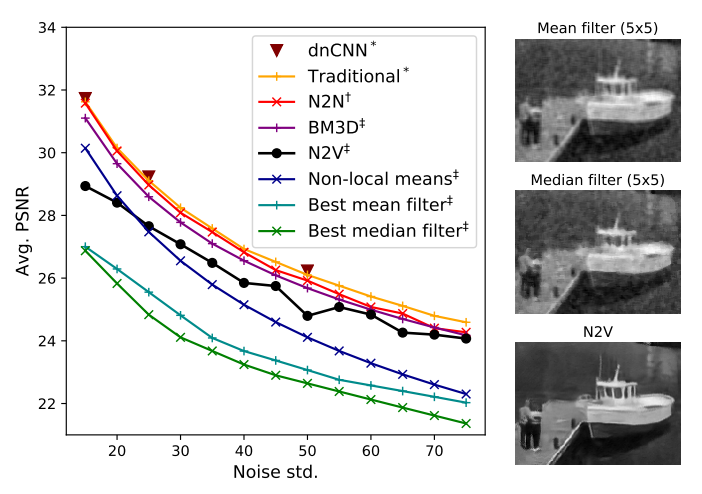 34
32
30
28
26
24
22
Avg. PSNR
20
30
40
50
60
70
Noise std.
dnCNN*
Traditional*
N2N†
BM3D‡
N2V‡
Non-local means‡
Best mean filter‡
Best median filter‡
Mean filter (5x5)
Median filter (5x5)
N2V